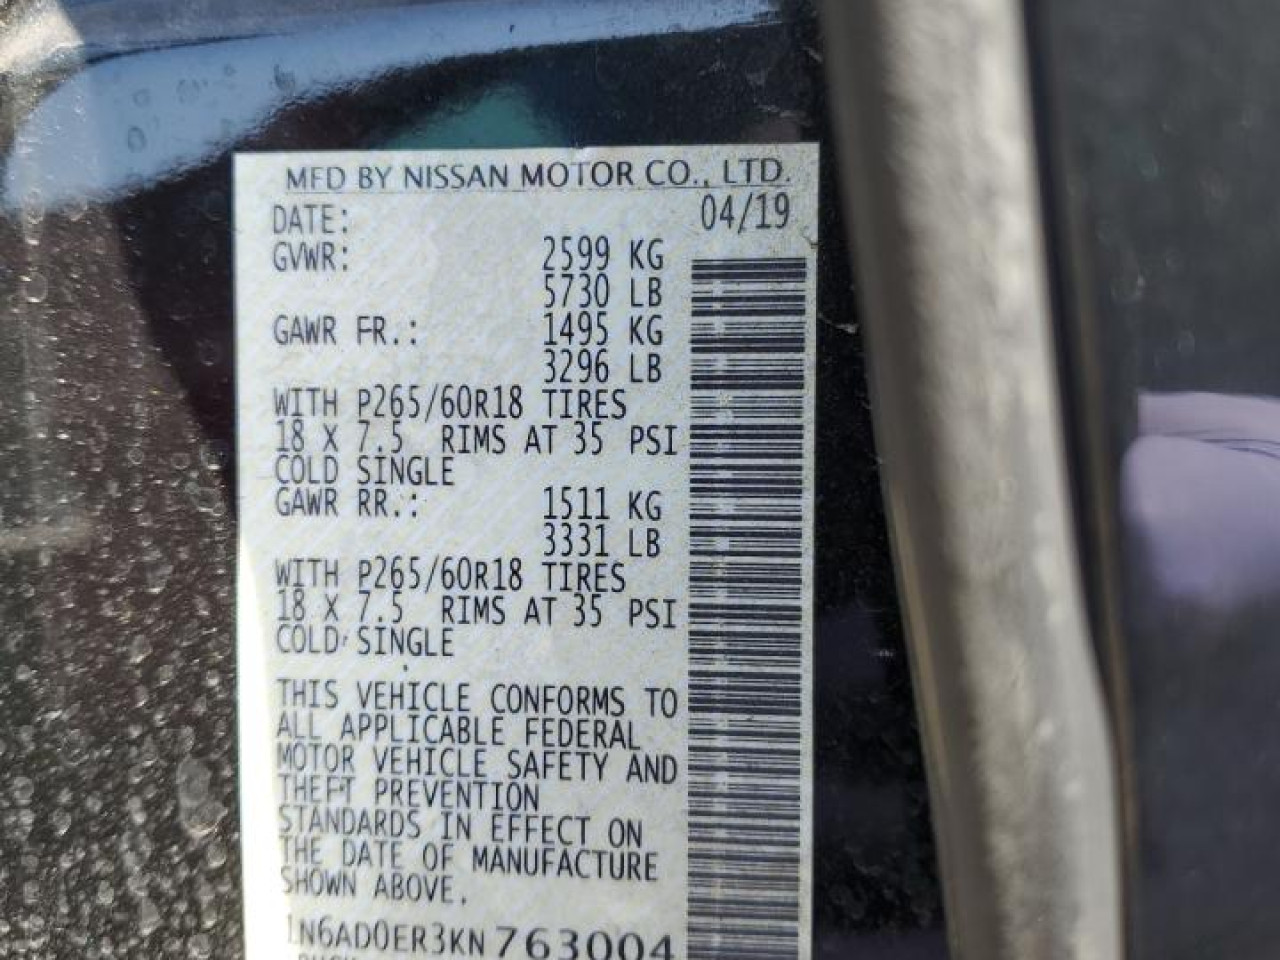 MFD BY NISSAN MOTOR CO., LTD.
DATE: 04/19
GVWR: 2599 KG
5730 LB
GAWR FR.: 1495 KG
3296 LB
WITH P265/60R18 TIRES
18 X 7.5 RIMS AT 35 PSI
COLD SINGLE
GAWR RR.: 1511 KG
3331 LB
WITH P265/60R18 TIRES
18 X 7.5 RIMS AT 35 PSI
COLD SINGLE
THIS VEHICLE CONFORMS TO
ALL APPLICABLE FEDERAL
MOTOR VEHICLE SAFETY AND
THEFT PREVENTION
STANDARDS IN EFFECT ON
THE DATE OF MANUFACTURE
SHOWN ABOVE.
1N6AD0ER3KN763004